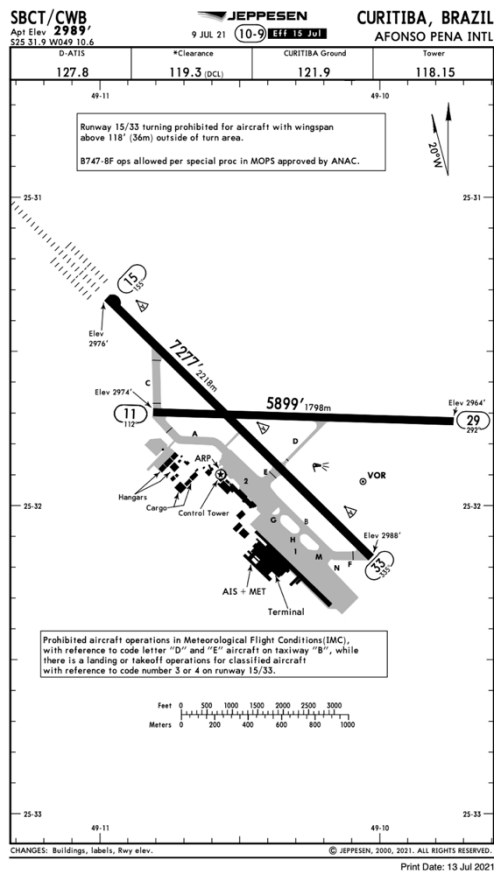 SBCT/CWB
Apt Elev 2989'
S25 31.9 W049 10.6
JEPPESEN
9 JUL 21 10-9 Eff 15 Jul
CURITIBA, BRAZIL
AFONSO PENA INTL
D-ATIS
127.8
*Clearance
119.3 (DCL)
CURITIBA Ground
121.9
Tower
118.15
49-11
49-10
Runway 15/33 turning prohibited for aircraft with wingspan
above 118' (36m) outside of turn area.
B747-8F ops allowed per special proc in MOPS approved by ANAC.
20°W
25-31
25-31
15
155°
Elev
2976'
7277' 2218m
C
Elev 2974'
11
112°
5899' 1798m
Elev 2964'
29
292°
A
D
ARP
E
VOR
2
Hangars
Cargo
Control Tower
25-32
25-32
G
B
H
1
M
N
F
Elev 2988'
33
335°
AIS + MET
Terminal
Prohibited aircraft operations in Meteorological Flight Conditions(IMC),
with reference to code letter "D" and "E" aircraft on taxiway "B", while
there is a landing or takeoff operations for classified aircraft
with reference to code number 3 or 4 on runway 15/33.
Feet 0 500 1000 1500 2000 2500 3000
Meters 0 200 400 600 800 1000
25-33
25-33
49-11
49-10
CHANGES: Buildings, labels, Rwy elev.
© JEPPESEN, 2000, 2021. ALL RIGHTS RESERVED.
Print Date: 13 Jul 2021